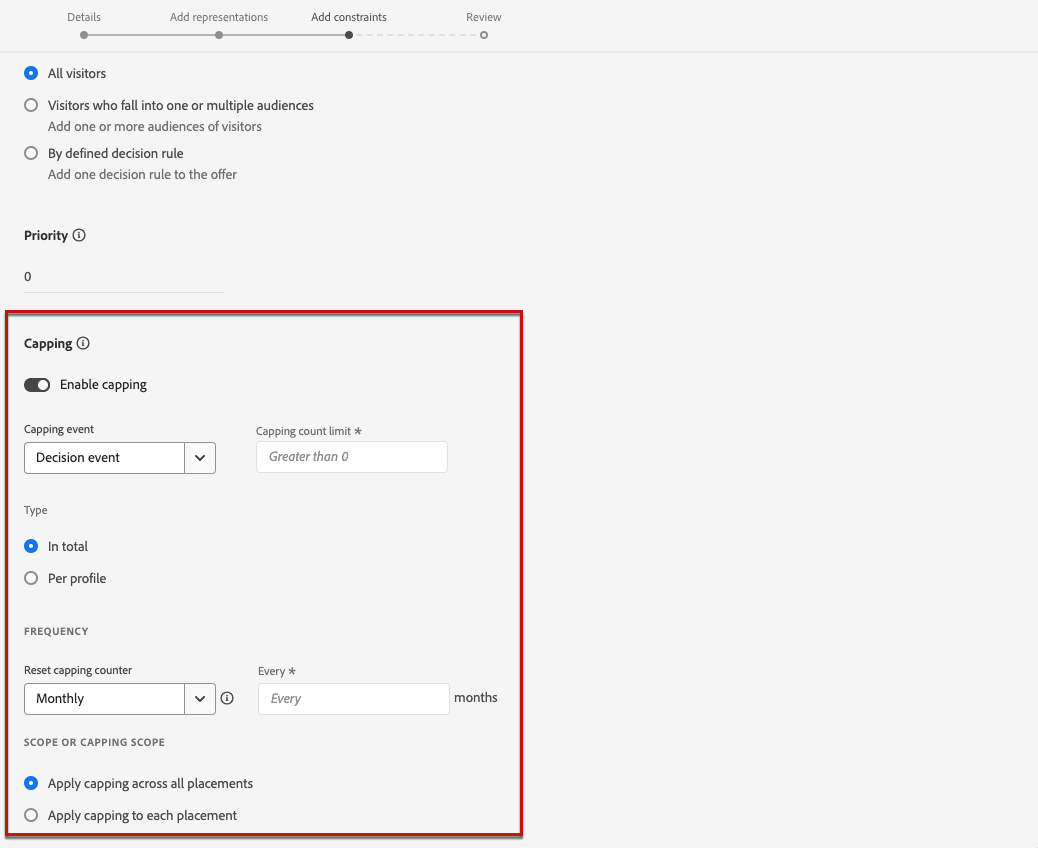 Details Add representations Add constraints Review
All visitors
Visitors who fall into one or multiple audiences
Add one or more audiences of visitors
By defined decision rule
Add one decision rule to the offer
Priority
0
Capping
Enable capping
Capping event Capping count limit *
Decision event Greater than 0
Type
In total
Per profile
FREQUENCY
Reset capping counter Every *
Monthly Every months
SCOPE OR CAPPING SCOPE
Apply capping across all placements
Apply capping to each placement